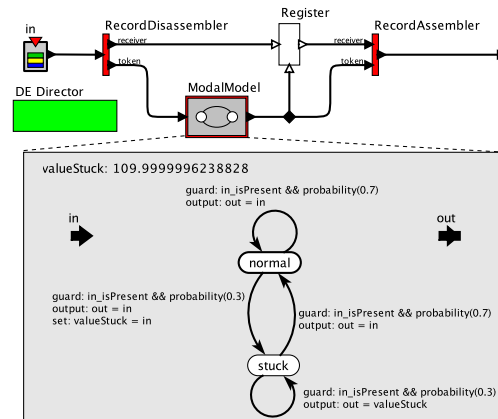 Register
in
RecordDisassembler
RecordAssembler
receiver
receiver
token
token
DE Director
ModalModel
valueStuck: 109.9999996238828
guard: in_isPresent && probability(0.7)
output: out = in
in
out
normal
guard: in_isPresent && probability(0.3)
output: out = in
set: valueStuck = in
guard: in_isPresent && probability(0.7)
output: out = in
stuck
guard: in_isPresent && probability(0.3)
output: out = valueStuck